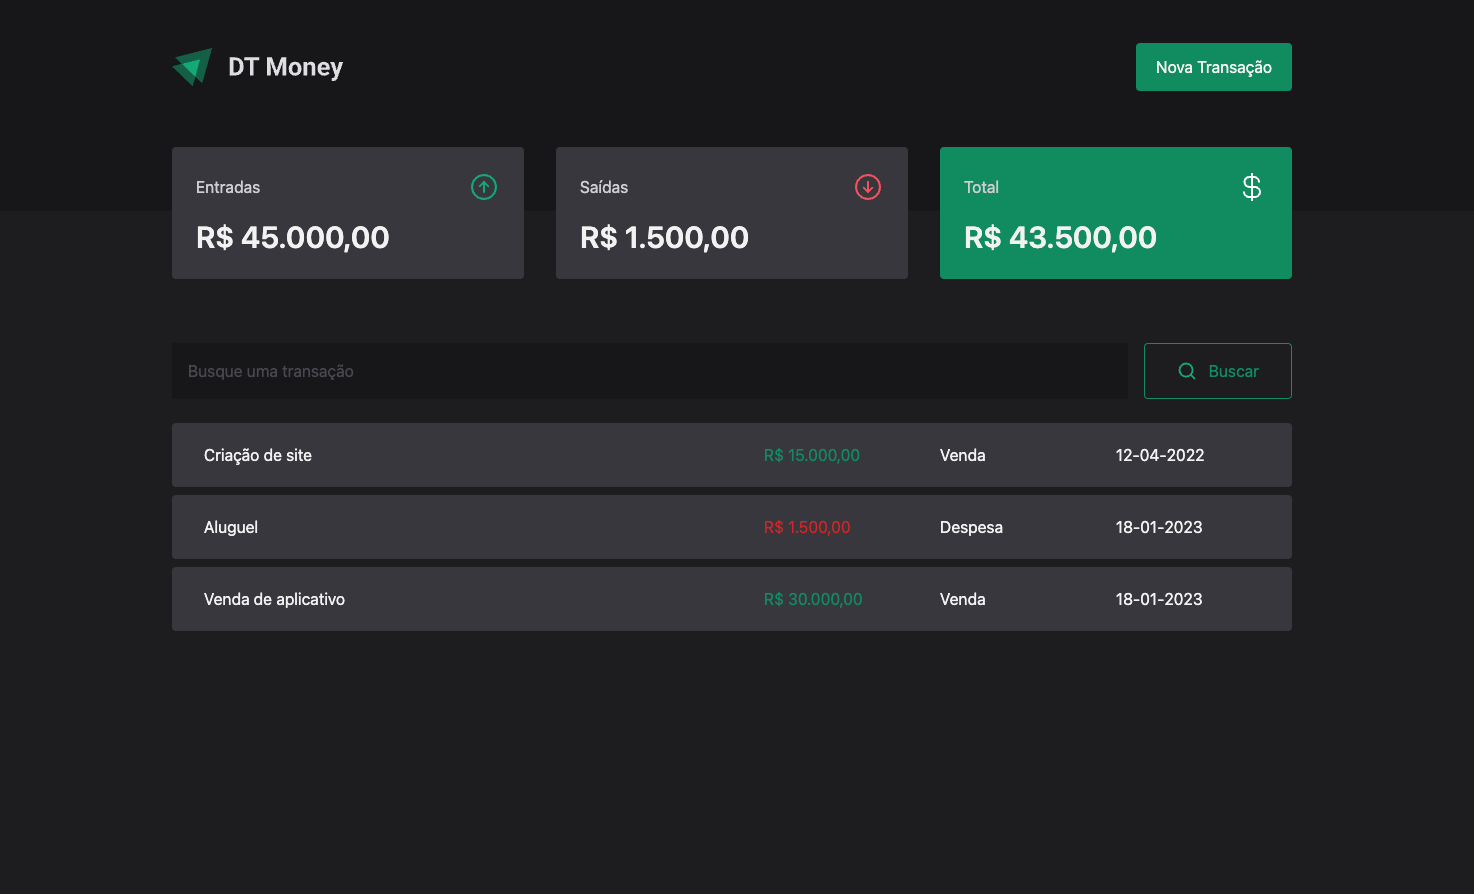 DT Money
Nova Transação
Entradas
R$ 45.000,00
Saídas
R$ 1.500,00
Total
R$ 43.500,00
Busque uma transação
Buscar
Criação de site R$ 15.000,00 Venda 12-04-2022
Aluguel R$ 1.500,00 Despesa 18-01-2023
Venda de aplicativo R$ 30.000,00 Venda 18-01-2023